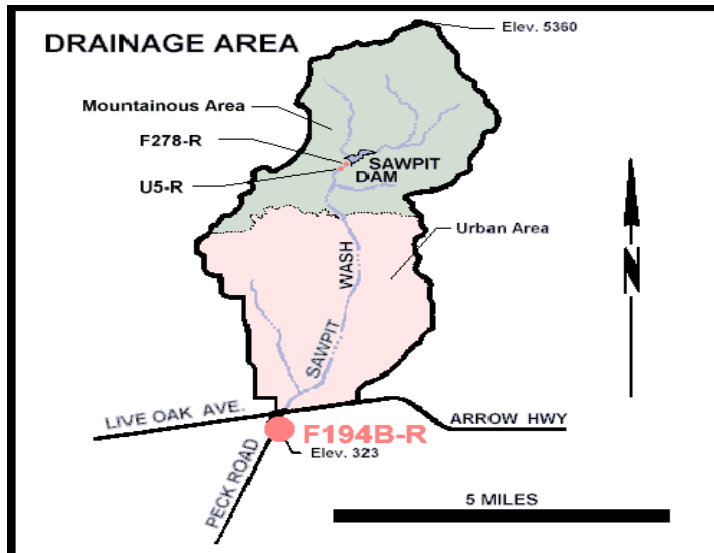 DRAINAGE AREA
Elev. 5360
Mountainous Area
F278-R
SAWPIT
DAM
U5-R
Urban Area
WASH
SAWPIT
N
LIVE OAK AVE.
ARROW HWY
F194B-R
Elev. 323
PECK ROAD
5 MILES